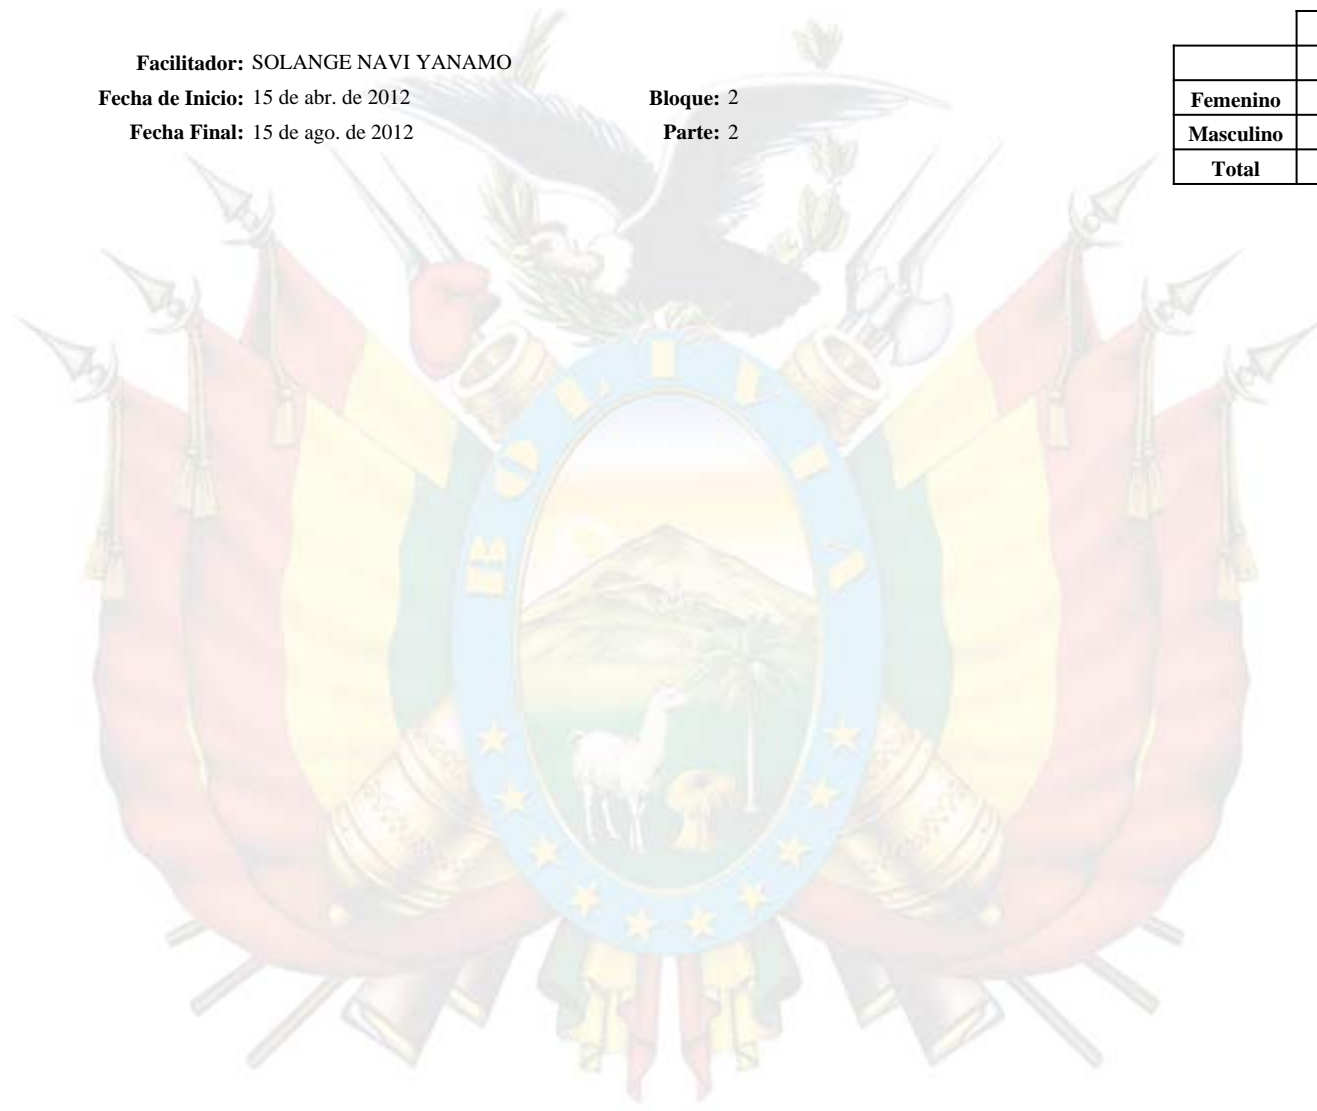 Facilitador: SOLANGE NAVI YANAMO
Fecha de Inicio: 15 de abr. de 2012 Bloque: 2
Fecha Final: 15 de ago. de 2012 Parte: 2
Femenino
Masculino
Total
BOLIVIA